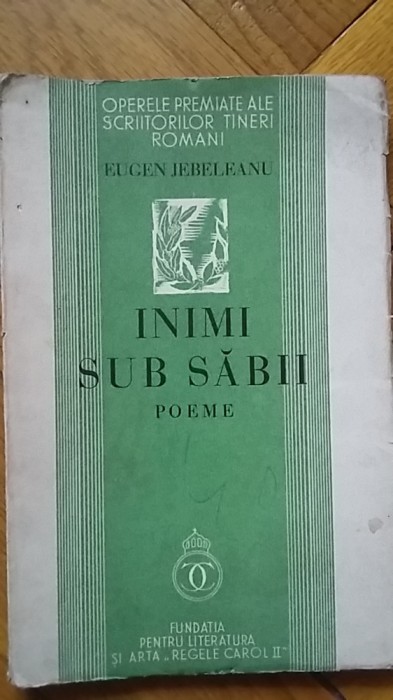 OPERELE PREMIATE ALE
SCRIITORILOR TINERI
ROMANI
EUGEN JEBELEANU
INIMI
SUB SĂBII
POEME
FUNDATIA
PENTRU LITERATURA
ȘI ARTA „REGELE CAROL II”